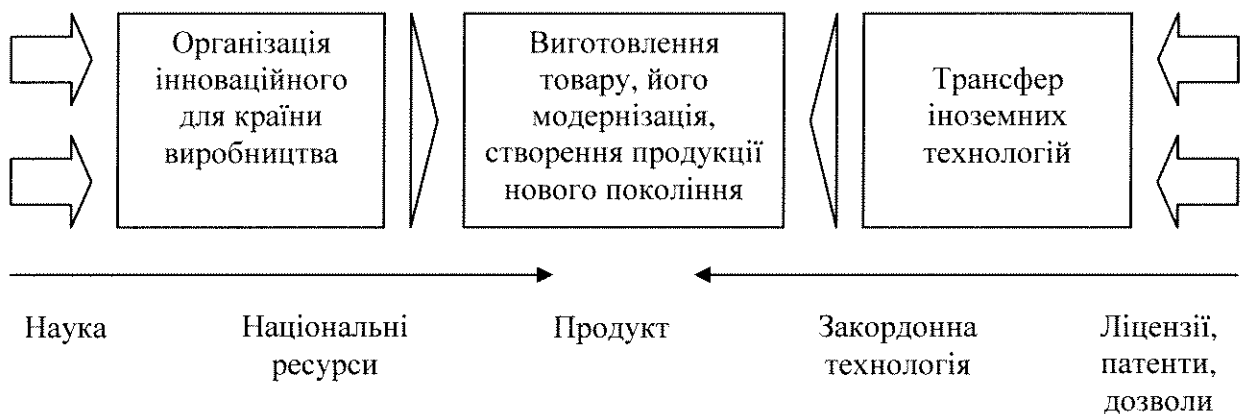 Організація
інноваційного
для країни
виробництва
Виготовлення
товару, його
модернізація,
створення продукції
нового покоління
Трансфер
іноземних
технологій
Наука
Національні
ресурси
Продукт
Закордонна
технологія
Ліцензії,
патенти,
дозволи